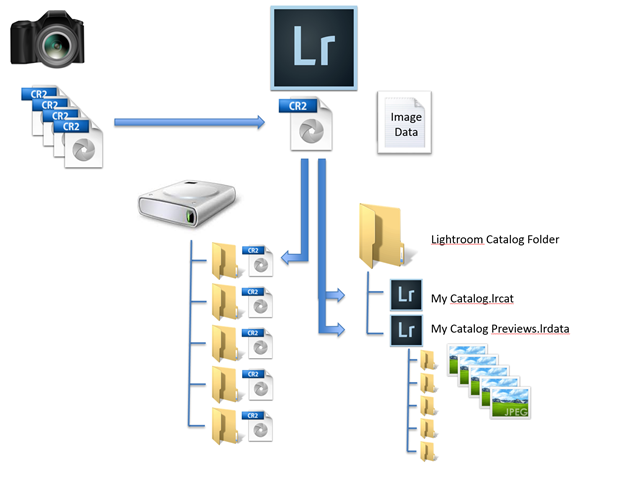 Lr
CR2
CR2
CR2
CR2
CR2
Image
Data
Lightroom Catalog Folder
CR2
Lr
My Catalog.lrcat
CR2
Lr
My Catalog Previews.lrdata
CR2
CR2
CR2
JPEG